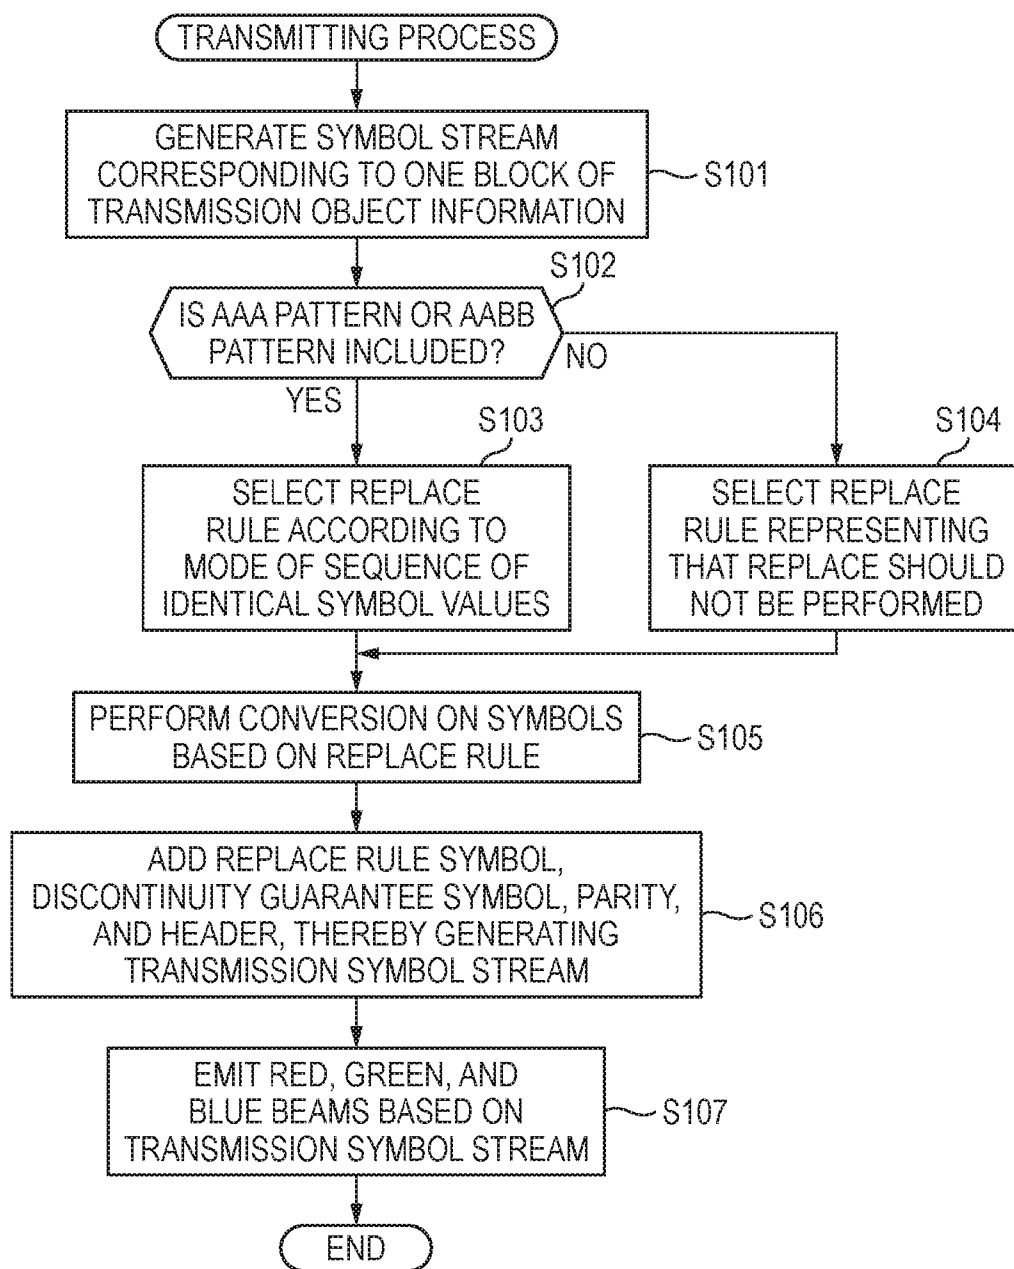 TRANSMITTING PROCESS
GENERATE SYMBOL STREAM
CORRESPONDING TO ONE BLOCK OF
TRANSMISSION OBJECT INFORMATION
S101
S102
IS AAA PATTERN OR AABB
PATTERN INCLUDED?
NO
YES
S103
S104
SELECT REPLACE
RULE ACCORDING TO
MODE OF SEQUENCE OF
IDENTICAL SYMBOL VALUES
SELECT REPLACE
RULE REPRESENTING
THAT REPLACE SHOULD
NOT BE PERFORMED
PERFORM CONVERSION ON SYMBOLS
BASED ON REPLACE RULE
S105
ADD REPLACE RULE SYMBOL,
DISCONTINUITY GUARANTEE SYMBOL, PARITY,
AND HEADER, THEREBY GENERATING
TRANSMISSION SYMBOL STREAM
S106
EMIT RED, GREEN, AND
BLUE BEAMS BASED ON
TRANSMISSION SYMBOL STREAM
S107
END